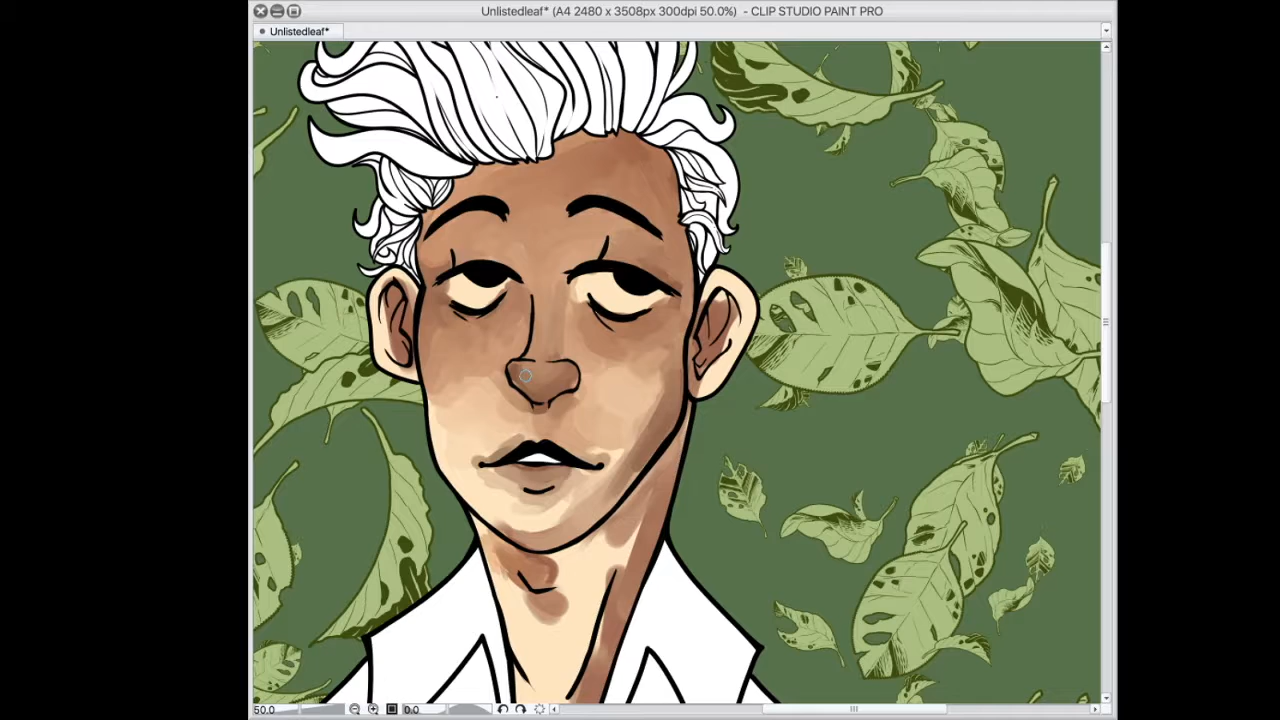 Unlistedleaf* (A4 2480 x 3508px 300dpi 50.0%) - CLIP STUDIO PAINT PRO
Unlistedleaf*
50.0
0.0